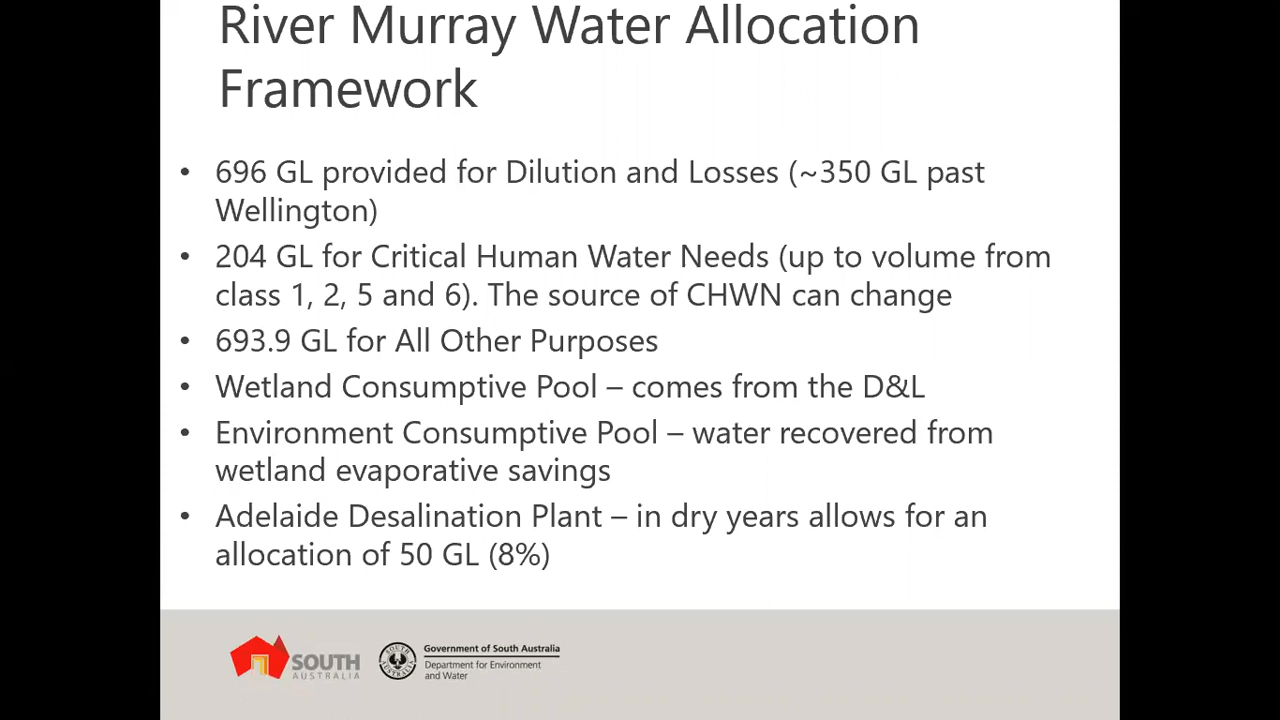 River Murray Water Allocation
Framework
• 696 GL provided for Dilution and Losses (~350 GL past
Wellington)
• 204 GL for Critical Human Water Needs (up to volume from
class 1, 2, 5 and 6). The source of CHWN can change
• 693.9 GL for All Other Purposes
• Wetland Consumptive Pool – comes from the D&L
• Environment Consumptive Pool – water recovered from
wetland evaporative savings
• Adelaide Desalination Plant – in dry years allows for an
allocation of 50 GL (8%)
SOUTH
AUSTRALIA
SOUTH AUSTRALIA
Government of South Australia
Department for Environment
and Water